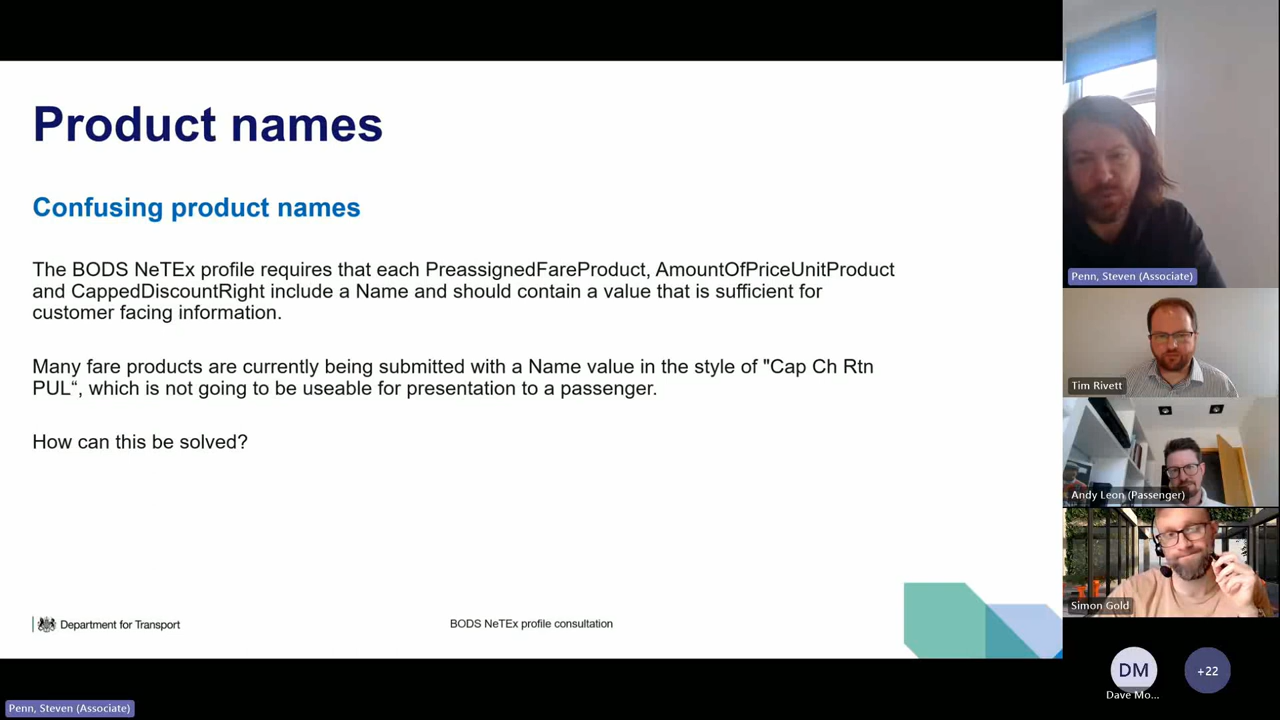 Product names
Confusing product names
The BODS NeTEx profile requires that each PreassignedFareProduct, AmountOfPriceUnitProduct
and CappedDiscountRight include a Name and should contain a value that is sufficient for
customer facing information.
Many fare products are currently being submitted with a Name value in the style of "Cap Ch Rtn
PUL“, which is not going to be useable for presentation to a passenger.
How can this be solved?
Department for Transport
BODS NeTEx profile consultation
Penn, Steven (Associate)
Tim Rivett
Andy Leon (Passenger)
Simon Gold
DM
Dave Mo...
+22
Penn, Steven (Associate)